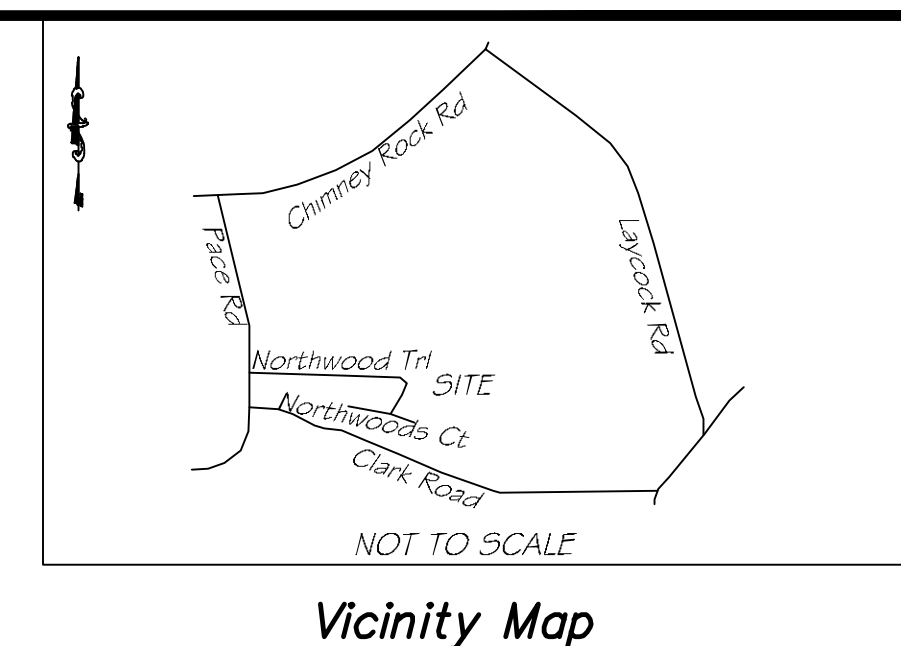 Chimney Rock Rd
Pace Rd
Laycock Rd
Northwood Trl
SITE
Northwoods Ct
Clark Road
NOT TO SCALE
Vicinity Map